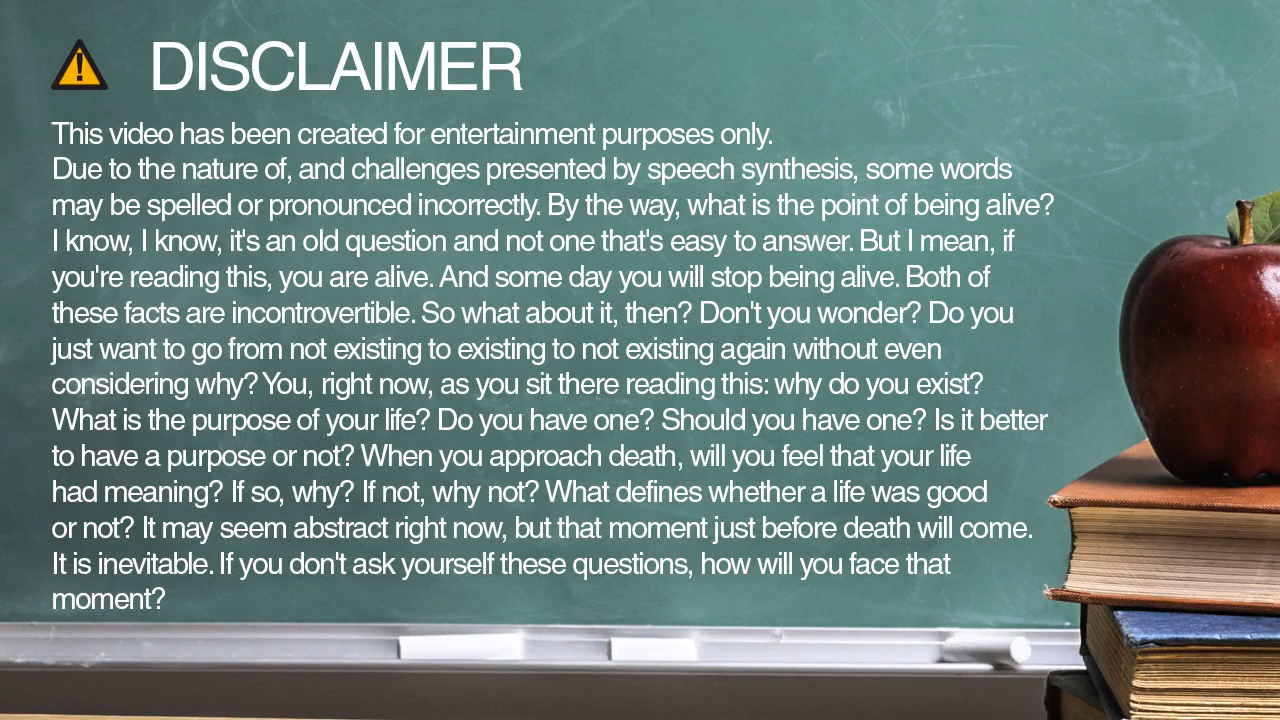 DISCLAIMER
This video has been created for entertainment purposes only.
Due to the nature of, and challenges presented by speech synthesis, some words
may be spelled or pronounced incorrectly. By the way, what is the point of being alive?
I know, I know, it's an old question and not one that's easy to answer. But I mean, if
you're reading this, you are alive. And some day you will stop being alive. Both of
these facts are incontrovertible. So what about it, then? Don't you wonder? Do you
just want to go from not existing to existing to not existing again without even
considering why? You, right now, as you sit there reading this: why do you exist?
What is the purpose of your life? Do you have one? Should you have one? Is it better
to have a purpose or not? When you approach death, will you feel that your life
had meaning? If so, why? If not, why not? What defines whether a life was good
or not? It may seem abstract right now, but that moment just before death will come.
It is inevitable. If you don't ask yourself these questions, how will you face that
moment?